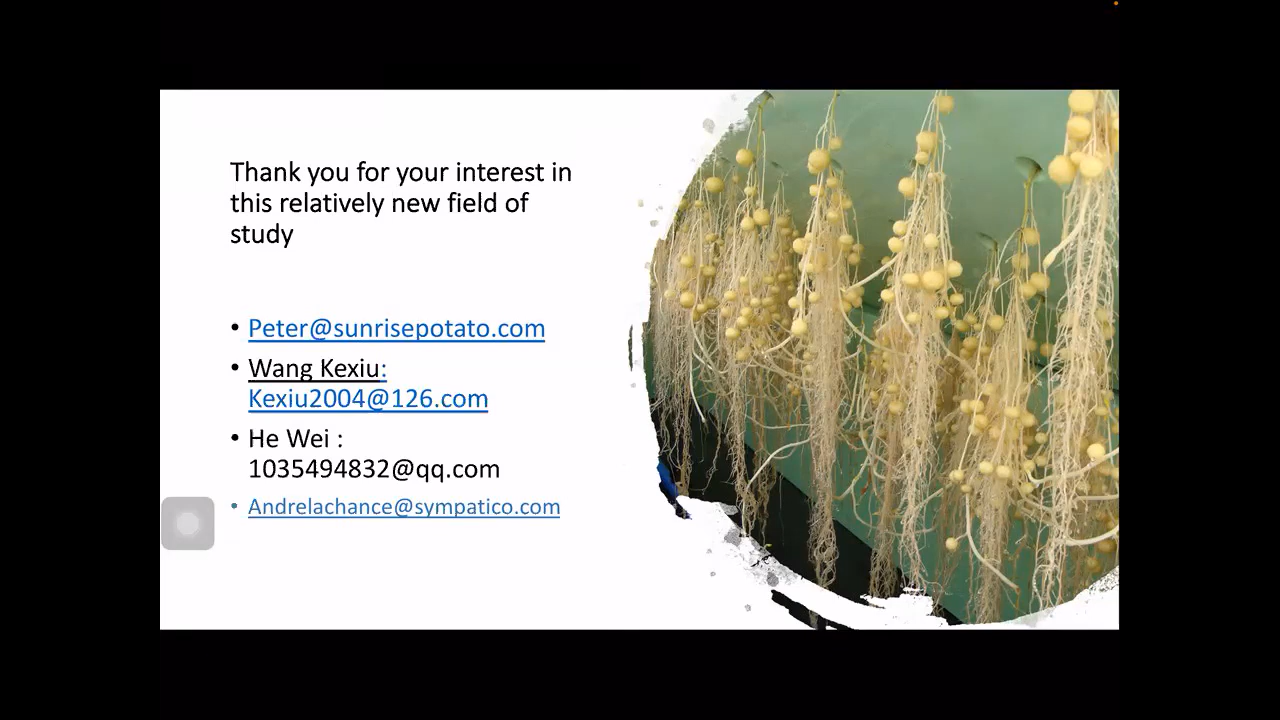 Thank you for your interest in
this relatively new field of
study
• Peter@sunrisepotato.com
• Wang Kexiu:
Kexiu2004@126.com
• He Wei :
1035494832@qq.com
• Andrelachance@sympatico.com